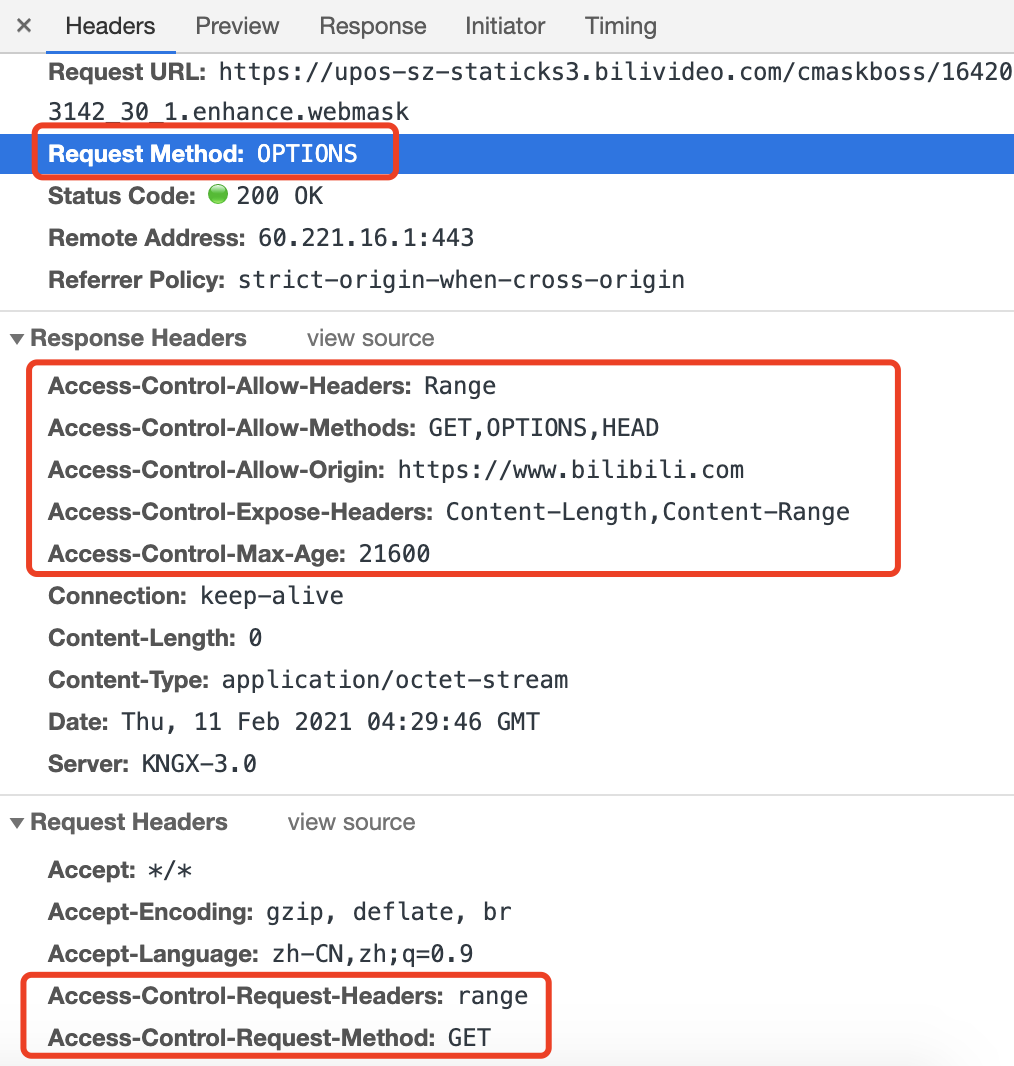 × Headers Preview Response Initiator Timing
Request URL: https://upos-sz-staticks3.bilivideo.com/cmaskboss/16420
3142_30_1.enhance.webmask
Request Method: OPTIONS
Status Code: 200 OK
Remote Address: 60.221.16.1:443
Referrer Policy: strict-origin-when-cross-origin
▼ Response Headers view source
Access-Control-Allow-Headers: Range
Access-Control-Allow-Methods: GET,OPTIONS,HEAD
Access-Control-Allow-Origin: https://www.bilibili.com
Access-Control-Expose-Headers: Content-Length,Content-Range
Access-Control-Max-Age: 21600
Connection: keep-alive
Content-Length: 0
Content-Type: application/octet-stream
Date: Thu, 11 Feb 2021 04:29:46 GMT
Server: KNGX-3.0
▼ Request Headers view source
Accept: */*
Accept-Encoding: gzip, deflate, br
Accept-Language: zh-CN,zh;q=0.9
Access-Control-Request-Headers: range
Access-Control-Request-Method: GET